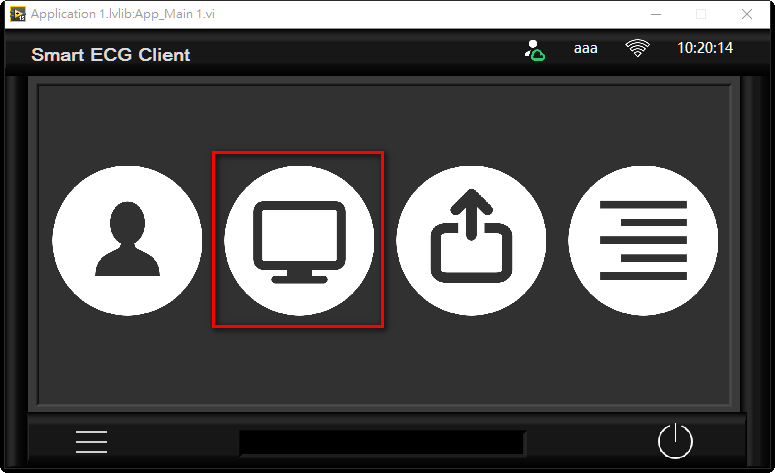 Application 1.lvlib:App_Main 1.vi
Smart ECG Client
aaa
10:20:14